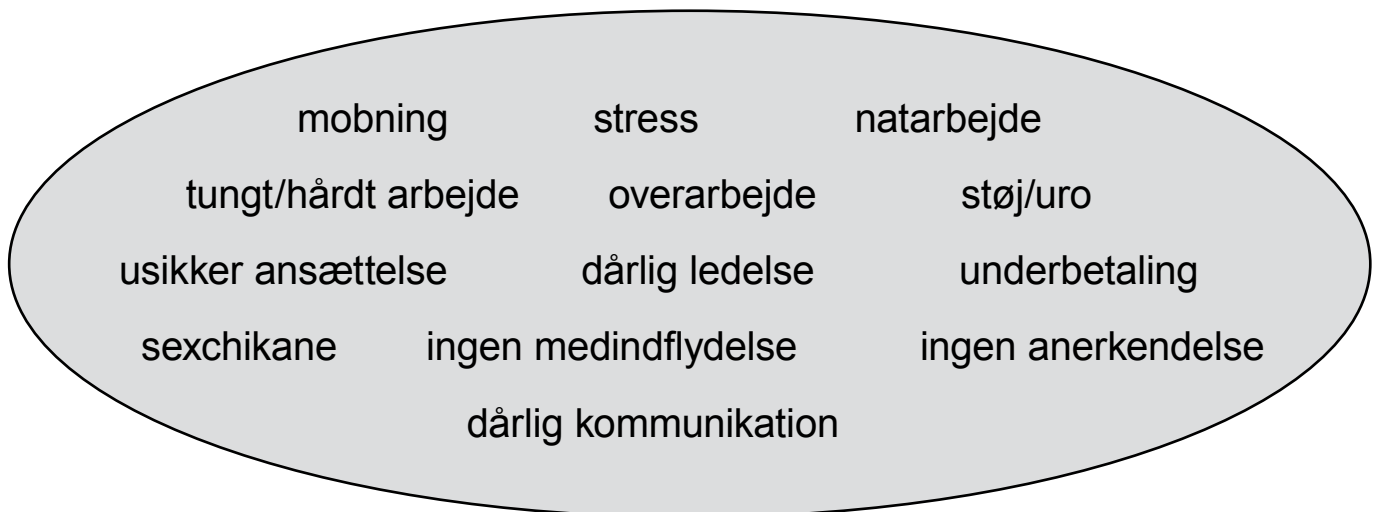 mobning stress natarbejde
tungt/hårdt arbejde overarbejde støj/uro
usikker ansættelse dårlig ledelse underbetaling
sexchikane ingen medindflydelse ingen anerkendelse
dårlig kommunikation